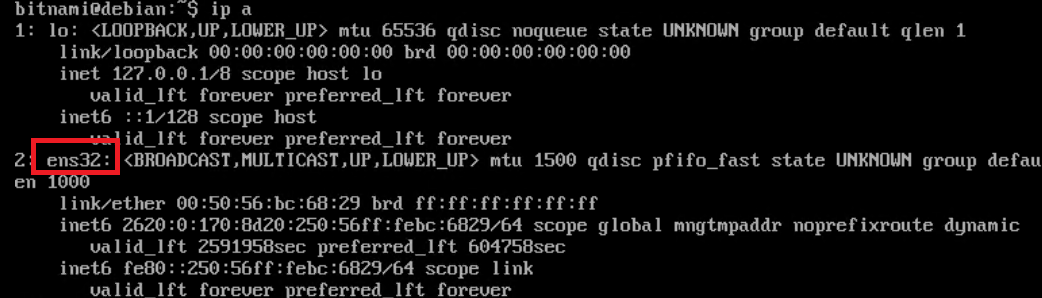 bitnami@debian:~$ ip a
1: lo: <LOOPBACK,UP,LOWER_UP> mtu 65536 qdisc noqueue state UNKNOWN group default qlen 1
link/loopback 00:00:00:00:00:00 brd 00:00:00:00:00:00
inet 127.0.0.1/8 scope host lo
valid_lft forever preferred_lft forever
inet6 ::1/128 scope host
valid_lft forever preferred_lft forever
2: ens32: <BROADCAST,MULTICAST,UP,LOWER_UP> mtu 1500 qdisc pfifo_fast state UNKNOWN group defau
en 1000
link/ether 00:50:56:bc:68:29 brd ff:ff:ff:ff:ff:ff
inet6 2620:0:170:8d20:250:56ff:febc:6829/64 scope global mngtmpaddr noprefixroute dynamic
valid_lft 2591958sec preferred_lft 604758sec
inet6 fe80::250:56ff:febc:6829/64 scope link
valid_lft forever preferred_lft forever